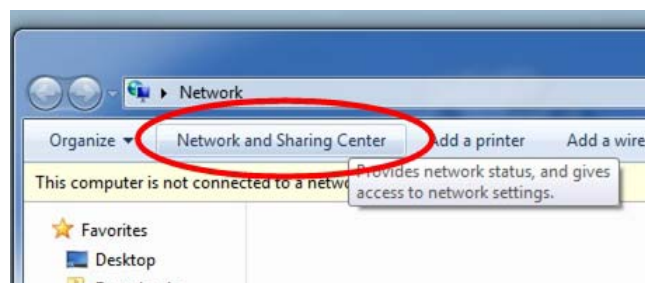 Network
Organize Network and Sharing Center Add a printer Add a wire
This computer is not connected to a netwo
Provides network status, and gives
access to network settings.
Favorites
Desktop